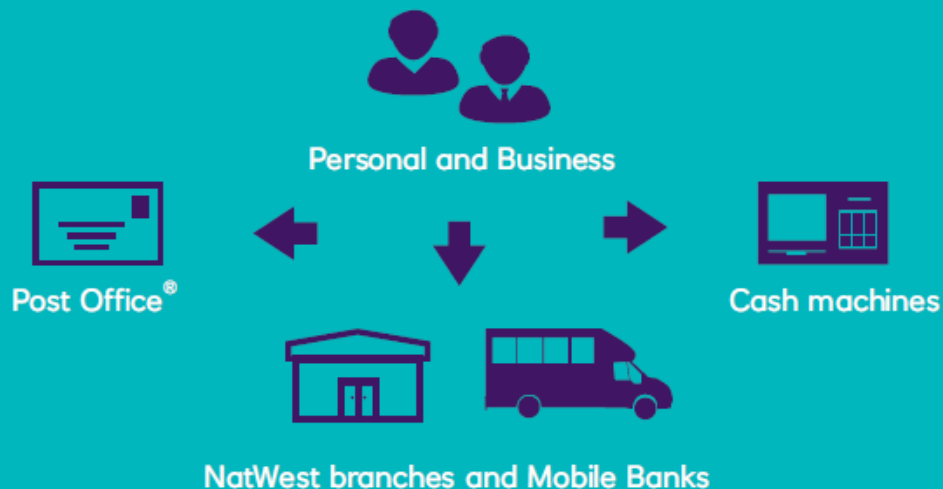 Personal and Business
Post Office®
Cash machines
NatWest branches and Mobile Banks